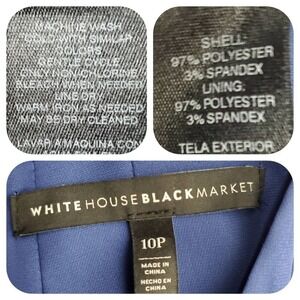 MACHINE WASH
COLD WITH SIMILAR
COLORS
GENTLE CYCLE
ONLY NON-CHLORINE
BLEACH
LINE DRY
WARM IRON AS NEEDED
MAY BE DRY CLEANED
LAVAR A MAQUINA CON
SHELL:
97% POLYESTER
3% SPANDEX
LINING:
97% POLYESTER
3% SPANDEX
TELA EXTERIOR
WHITE HOUSE BLACK MARKET
10P
MADE IN
CHINA
HECHO EN
CHINA